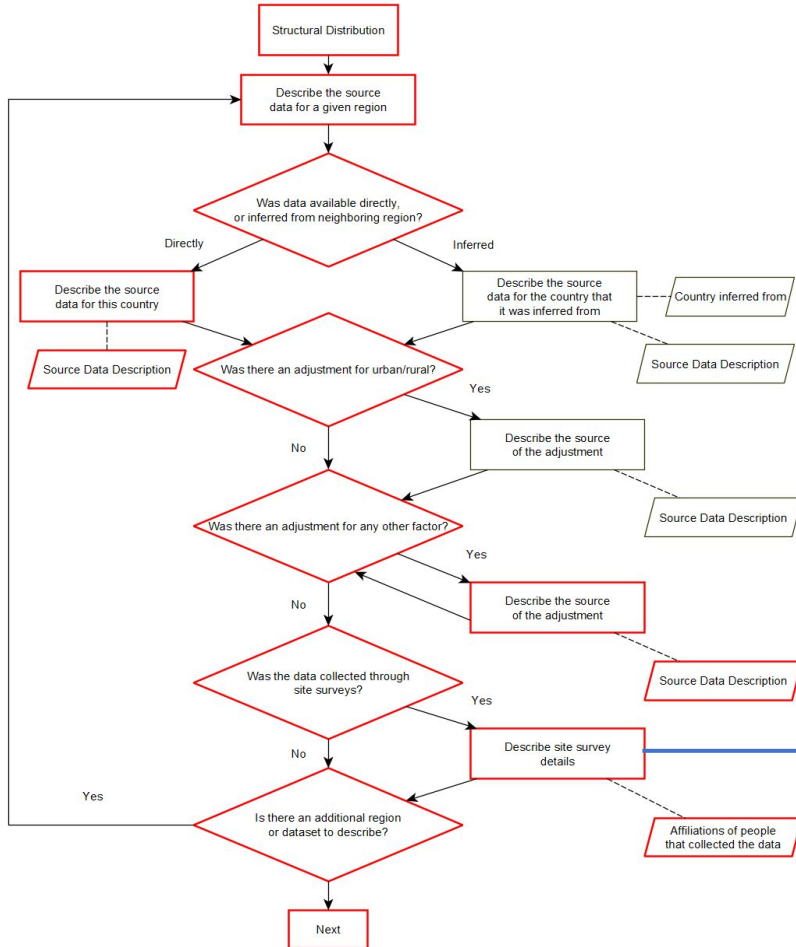 Structural Distribution
Describe the source
data for a given region
Was data available directly,
or inferred from neighboring region?
Directly
Inferred
Describe the source
data for this country
Describe the source
data for the country that
it was inferred from
Country inferred from
Source Data Description
Source Data Description
Was there an adjustment for urban/rural?
Yes
No
Describe the source
of the adjustment
Source Data Description
Was there an adjustment for any other factor?
Yes
No
Describe the source
of the adjustment
Source Data Description
Was the data collected through
site surveys?
Yes
No
Describe site survey
details
Yes
Is there an additional region
or dataset to describe?
Affiliations of people
that collected the data
Next